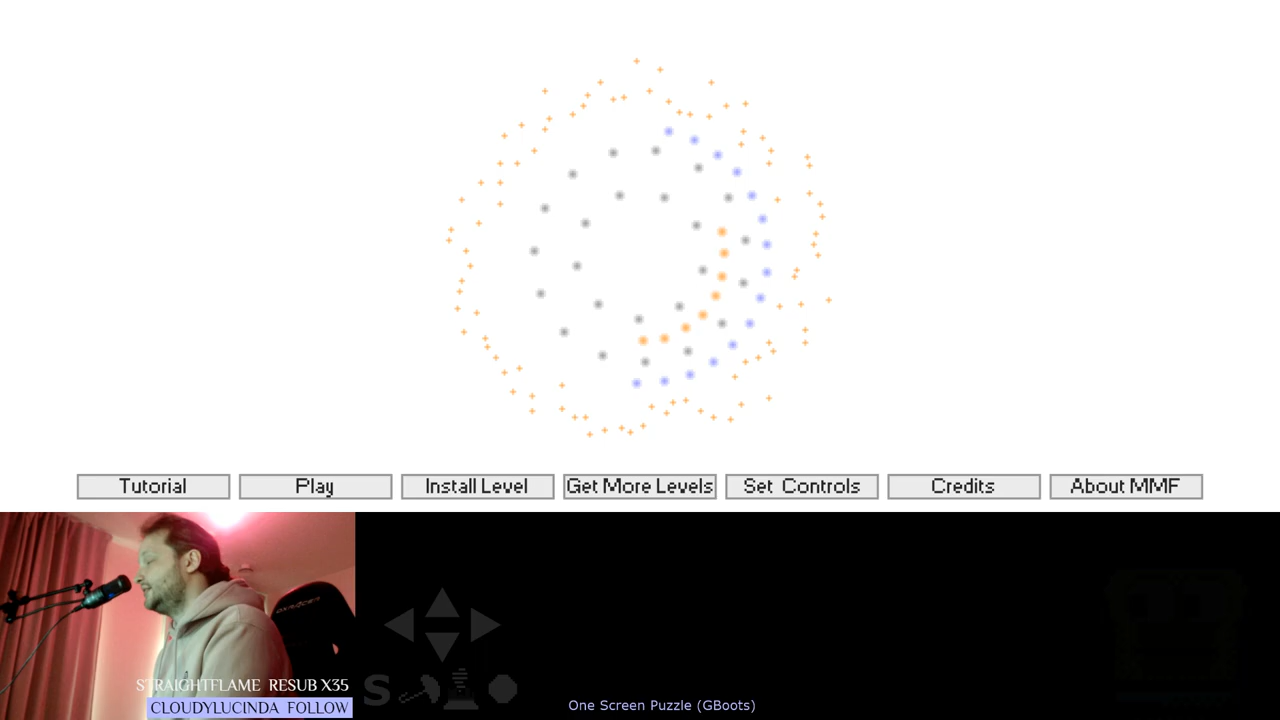 Tutorial
Play
Install Level
Get More Levels
Set Controls
Credits
About MMF
STRAIGHTFLAME RESUB X35
CLOUDYLUCINDA FOLLOW
S
One Screen Puzzle (GBoots)